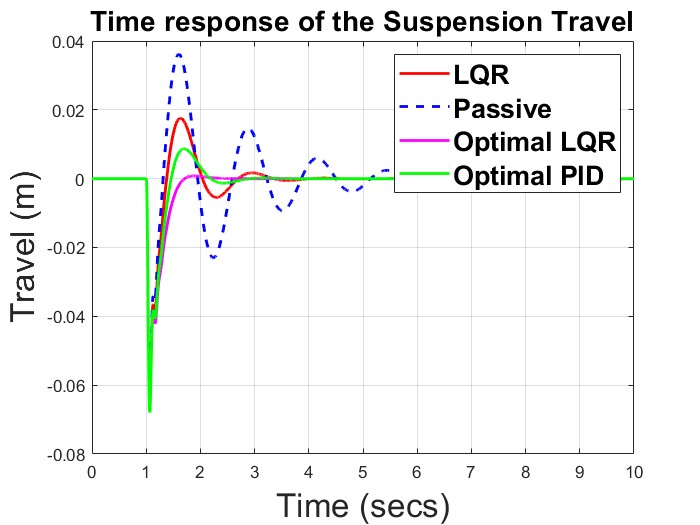 Time response of the Suspension Travel
0.04
0.02
0
-0.02
-0.04
-0.06
-0.08
Travel (m)
LQR
Passive
Optimal LQR
Optimal PID
0 1 2 3 4 5 6 7 8 9 10
Time (secs)